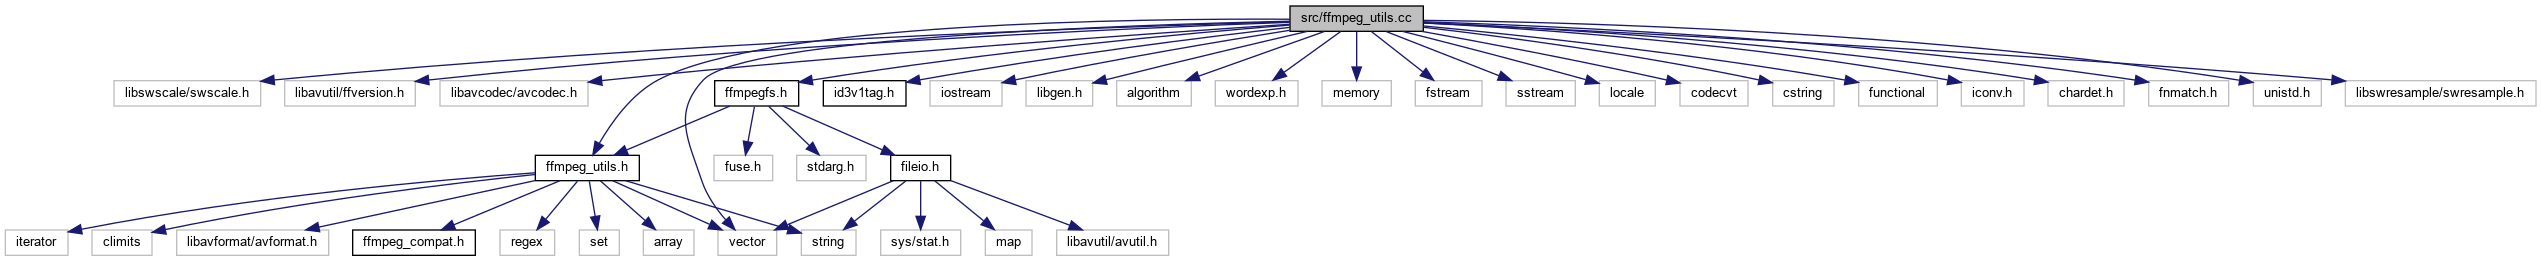 src/ffmpeg_utils.cc
libswscale/swscale.h
libavutil/ffversion.h
libavcodec/avcodec.h
ffmpegfs.h
id3v1tag.h
iostream
libgen.h
algorithm
wordexp.h
memory
fstream
sstream
locale
codecvt
cstring
functional
iconv.h
chardet.h
fnmatch.h
unistd.h
libswresample/swresample.h
ffmpeg_utils.h
fuse.h
stdarg.h
fileio.h
iterator
climits
libavformat/avformat.h
ffmpeg_compat.h
regex
set
array
vector
string
sys/stat.h
map
libavutil/avutil.h